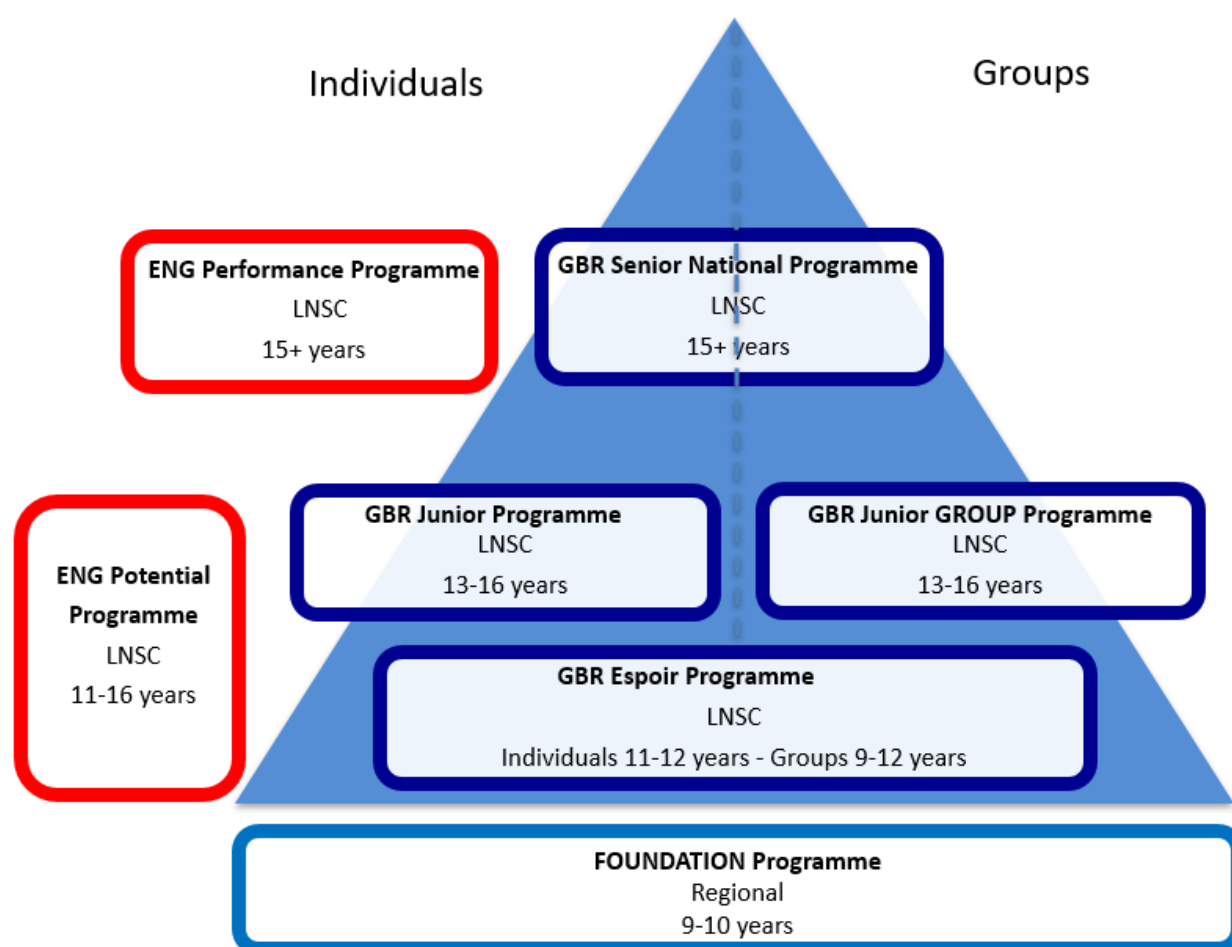 Individuals
Groups
ENG Performance Programme
LNSC
15+ years
GBR Senior National Programme
LNSC
15+ years
ENG Potential
Programme
LNSC
11-16 years
GBR Junior Programme
LNSC
13-16 years
GBR Junior GROUP Programme
LNSC
13-16 years
GBR Espoir Programme
LNSC
Individuals 11-12 years - Groups 9-12 years
FOUNDATION Programme
Regional
9-10 years